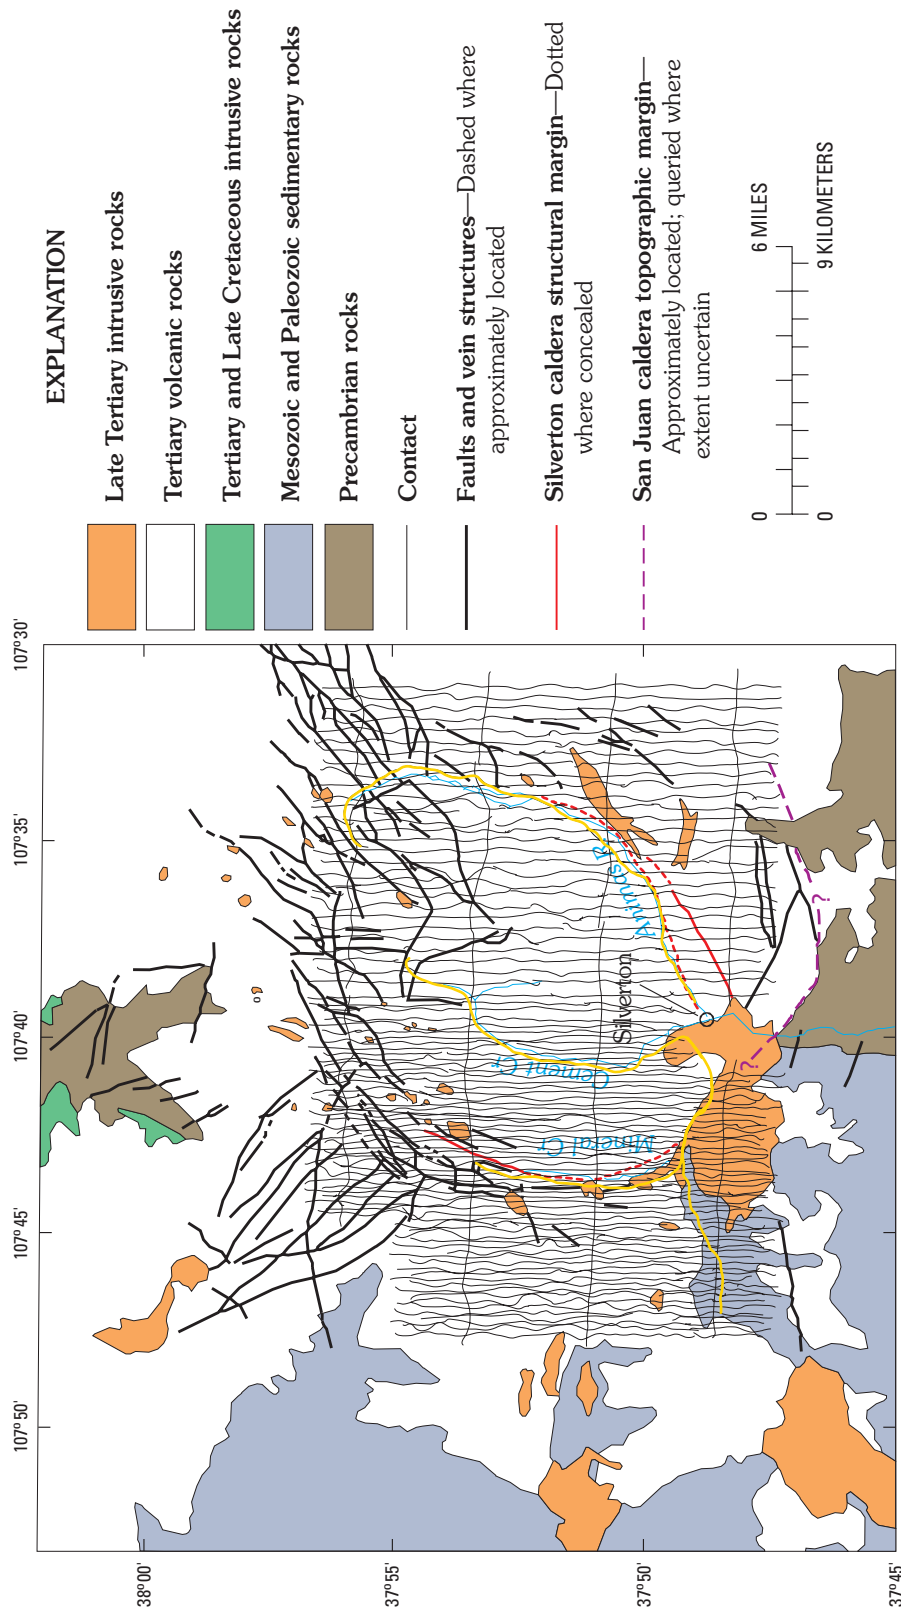 EXPLANATION
Late Tertiary intrusive rocks
Tertiary volcanic rocks
Tertiary and Late Cretaceous intrusive rocks
Mesozoic and Paleozoic sedimentary rocks
Precambrian rocks
Contact
Faults and vein structures—Dashed where
approximately located
Silverton caldera structural margin—Dotted
where concealed
San Juan caldera topographic margin—
Approximately located; queried where
extent uncertain
0
6 MILES
0
9 KILOMETERS
107°50'
107°45'
107°40'
107°35'
107°30'
38°00'
37°55'
37°50'
37°45'
Mineral Cr
Cement Cr
Silverton
Animas R.
?
?